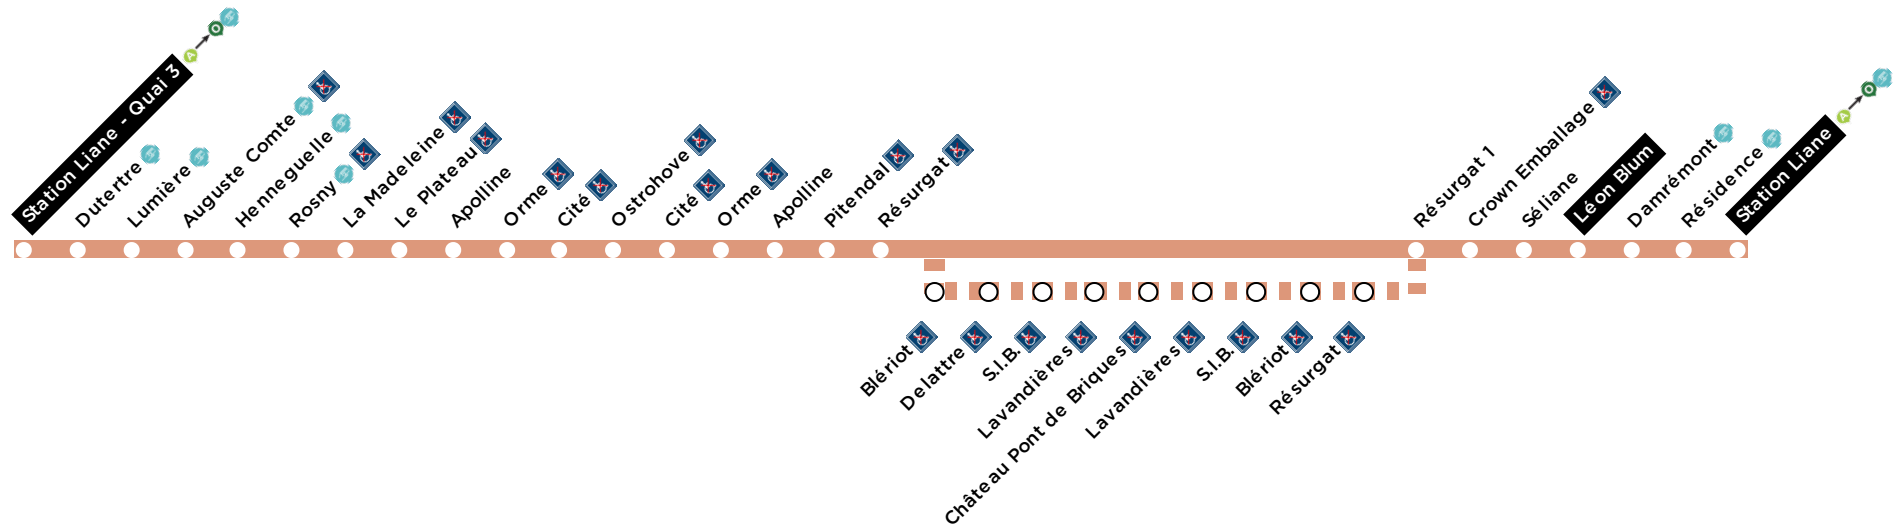 Station Liane - Quai 3
Dutertre
Lumière
Auguste Comte
Henneguelle
Rosny
La Madeleine
Le Plateau
Apolline
Orme
Cité
Ostrohove
Cité
Orme
Apolline
Pitendal
Résurgat
Blériot
Delattre
S.I.B.
Lavandières
Château Pont de Briques
Lavandières
S.I.B.
Blériot
Résurgat
Résurgat 1
Crown Emballage
Séliane
Léon Blum
Damrémont
Résidence
Station Liane